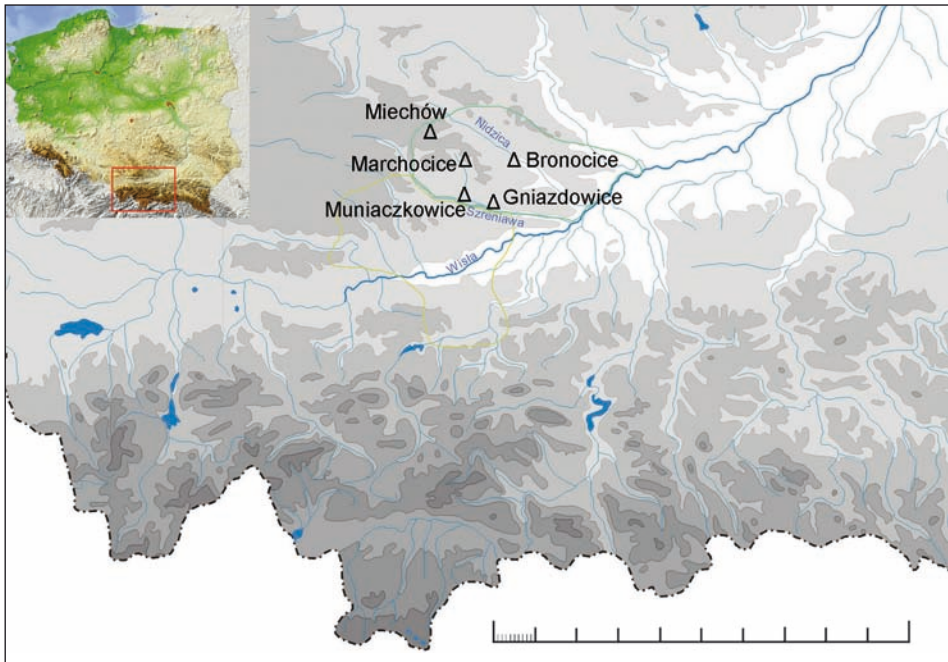 Miechów
Nidzica
Marchocice
Bronocice
Muniaczkowice
Gniazdowice
Szreniawa
Wisła